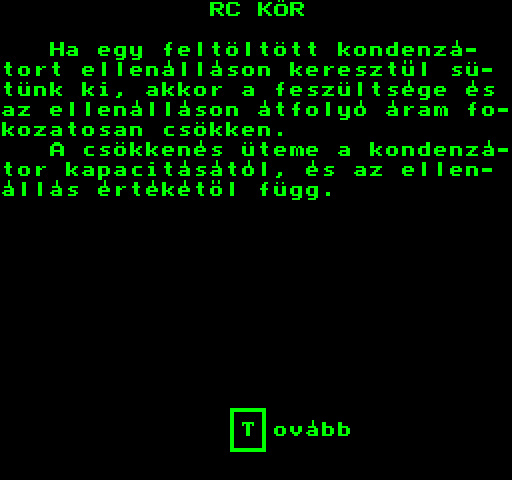 RC KÖR
Ha egy feltöltött kondenzá-
tort ellenálláson keresztül sü-
tünk ki, akkor a feszültsége és
az ellenálláson átfolyó áram fo-
kozatosan csökken.
A csökkenés üteme a kondenzá-
tor kapacitásától, és az ellen-
állás értékétöl függ.
Tovább